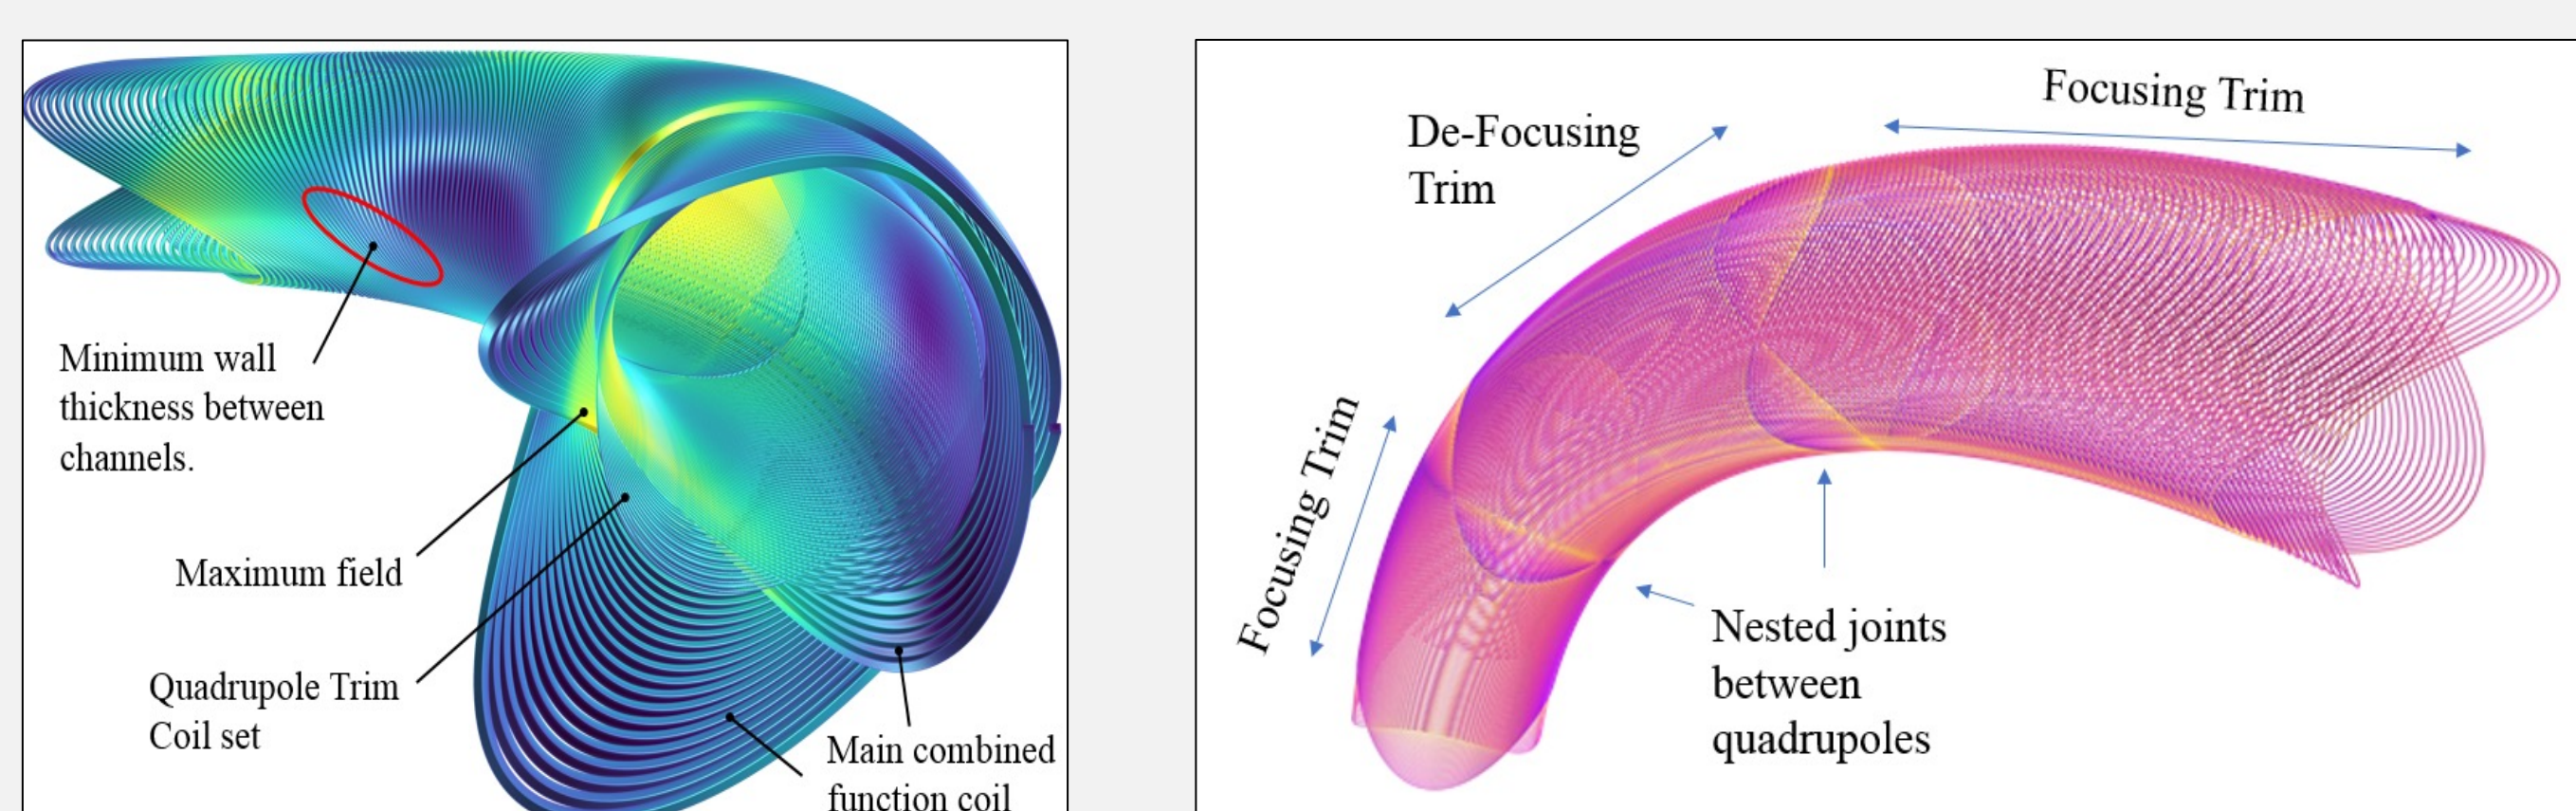 Minimum wall
thickness between
channels.
Maximum field
Quadrupole Trim
Coil set
Main combined
function coil
De-Focusing
Trim
Focusing Trim
Focusing Trim
Nested joints
between
quadrupoles